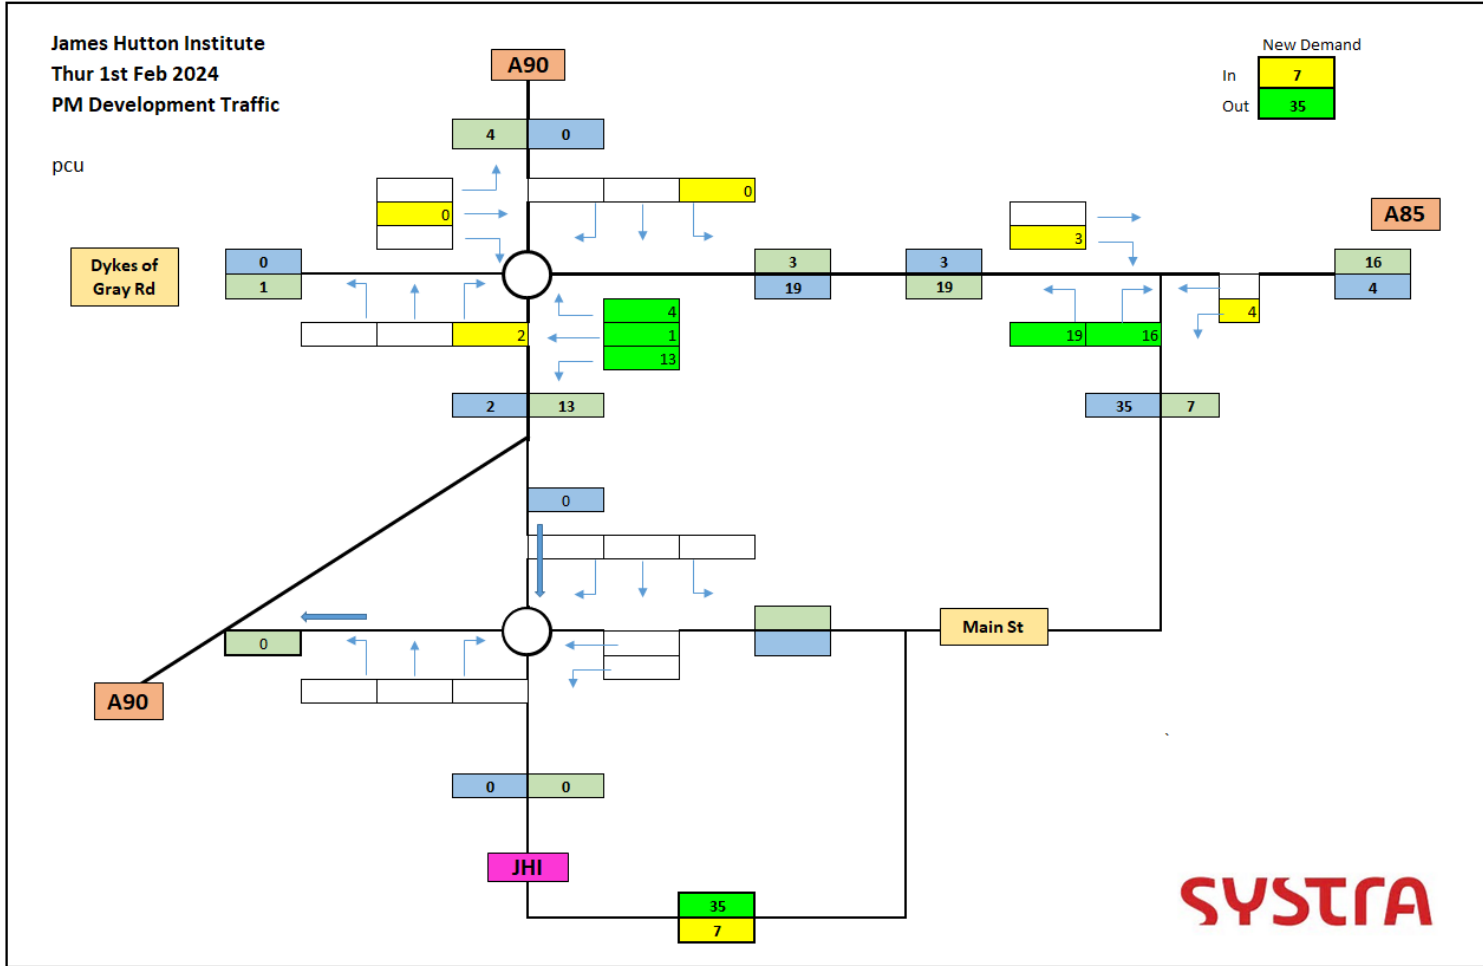 James Hutton Institute
Thur 1st Feb 2024
PM Development Traffic
pcu
New Demand
In 7
Out 35
A90
4 0
0
0
3
A85
Dykes of
Gray Rd
0
1
3
19
3
19
16
4
2
4
1
13
19 16
4
2 13
35 7
0
0
Main St
A90
0 0
JHI
35
7
SYSTRA